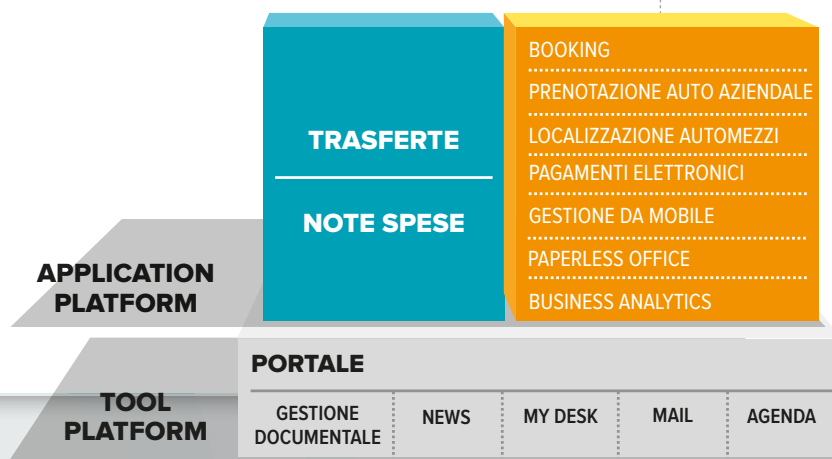 TRASFERTE
NOTE SPESE
BOOKING
PRENOTAZIONE AUTO AZIENDALE
LOCALIZZAZIONE AUTOMEZZI
PAGAMENTI ELETTRONICI
GESTIONE DA MOBILE
PAPERLESS OFFICE
BUSINESS ANALYTICS
APPLICATION
PLATFORM
PORTALE
TOOL
PLATFORM
GESTIONE
DOCUMENTALE
NEWS
MY DESK
MAIL
AGENDA